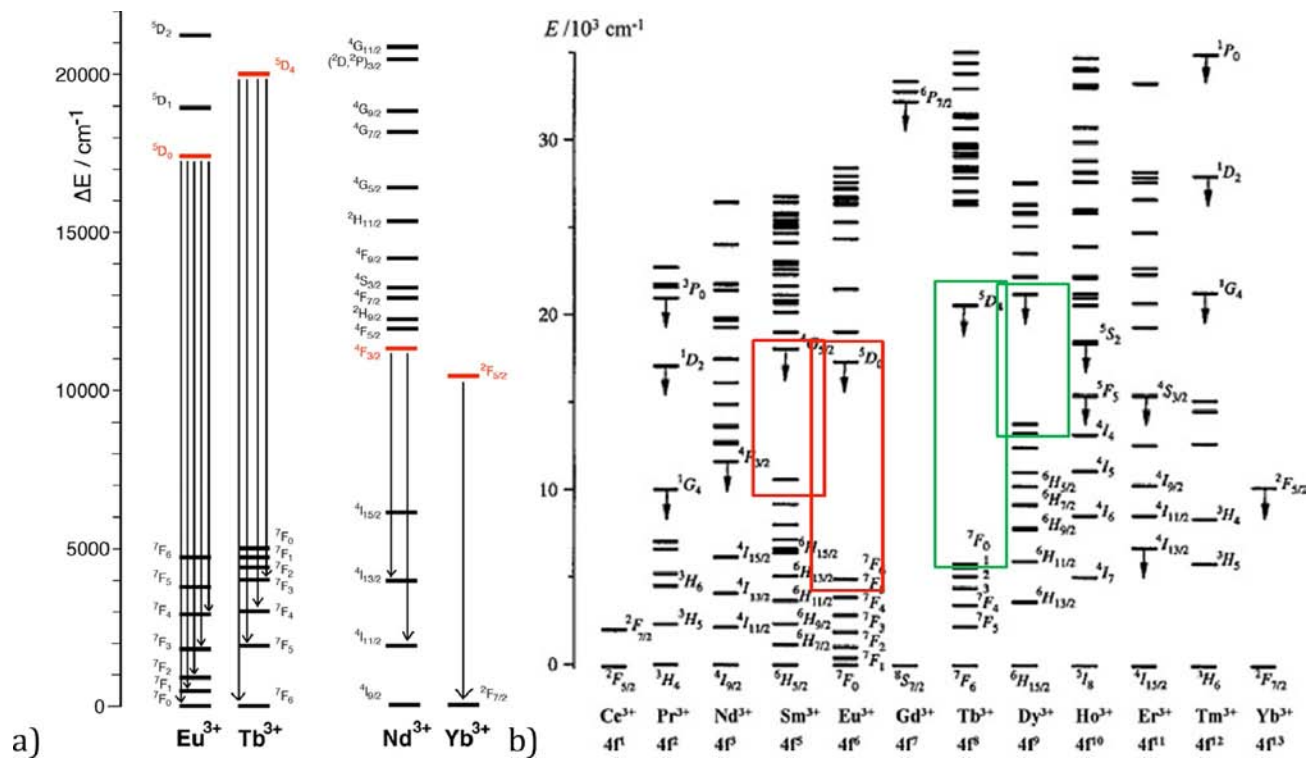 E /10³ cm⁻¹
ΔE / cm⁻¹
20000
15000
10000
5000
0
⁵D₂
⁵D₁
⁵D₀
⁷F₆
⁷F₅
⁷F₄
⁷F₃
⁷F₂
⁷F₁
⁷F₀
⁵D₄
⁷F₀
⁷F₁
⁷F₂
⁷F₃
⁷F₄
⁷F₅
⁷F₆
⁴G₁₁/₂
(²D,²P)₃/₂
⁴G₉/₂
⁴G₇/₂
⁴G₅/₂
²H₁₁/₂
⁴F₉/₂
⁴S₃/₂
⁴F₇/₂
²H₉/₂
⁴F₅/₂
⁴F₃/₂
⁴I₁₅/₂
⁴I₁₃/₂
⁴I₁₁/₂
⁴I₉/₂
²F₅/₂
²F₇/₂
a) Eu³⁺ Tb³⁺ Nd³⁺ Yb³⁺
b)
30
20
10
0
²F₇/₂
³P₀
¹D₂
¹G₄
³H₆
³H₅
⁴F₃/₂
⁴I₁₅/₂
⁴I₁₃/₂
⁴I₁₁/₂
⁴G₅/₂
⁶H₁₅/₂
⁶H₁₃/₂
⁶H₁₁/₂
⁶H₉/₂
⁶H₇/₂
⁵D₀
⁷F₄
⁷F₃
⁷F₂
⁷F₁
⁶P₇/₂
⁵D₄
⁷F₀
1
2
3
⁷F₄
⁷F₅
⁶H₅/₂
⁶H₇/₂
⁶H₉/₂
⁶H₁₁/₂
⁶H₁₃/₂
⁵S₂
⁵F₅
⁴I₄
⁴I₅
⁴I₆
⁴I₇
⁴S₃/₂
⁴I₉/₂
⁴I₁₁/₂
⁴I₁₃/₂
¹P₀
¹D₂
¹G₄
³H₄
³H₅
²F₅/₂
²F₅/₂ ³H₄ ⁴I₉/₂ ⁶H₅/₂ ⁷F₀ ⁸S₇/₂ ⁷F₆ ⁶H₁₅/₂ ⁵I₈ ⁴I₁₅/₂ ³H₆ ²F₇/₂
Ce³⁺ Pr³⁺ Nd³⁺ Sm³⁺ Eu³⁺ Gd³⁺ Tb³⁺ Dy³⁺ Ho³⁺ Er³⁺ Tm³⁺ Yb³⁺
4f¹ 4f² 4f³ 4f⁵ 4f⁶ 4f⁷ 4f⁸ 4f⁹ 4f¹⁰ 4f¹¹ 4f¹² 4f¹³